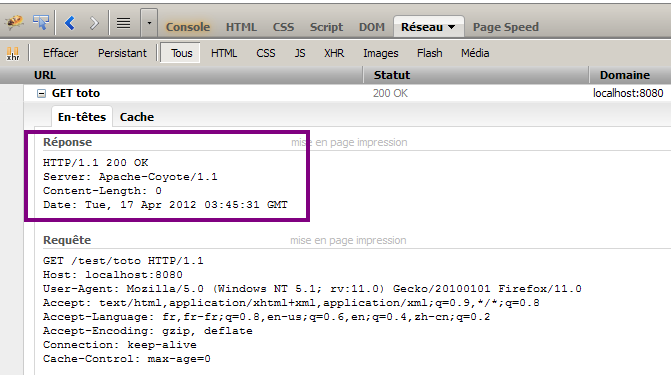 Console HTML CSS Script DOM Réseau Page Speed
xhr Effacer Persistant Tous HTML CSS JS XHR Images Flash Média
URL Statut Domaine
GET toto 200 OK localhost:8080
En-têtes Cache
Réponse mise en page impression
HTTP/1.1 200 OK
Server: Apache-Coyote/1.1
Content-Length: 0
Date: Tue, 17 Apr 2012 03:45:31 GMT
Requête mise en page impression
GET /test/toto HTTP/1.1
Host: localhost:8080
User-Agent: Mozilla/5.0 (Windows NT 5.1; rv:11.0) Gecko/20100101 Firefox/11.0
Accept: text/html,application/xhtml+xml,application/xml;q=0.9,*/*;q=0.8
Accept-Language: fr,fr-fr;q=0.8,en-us;q=0.6,en;q=0.4,zh-cn;q=0.2
Accept-Encoding: gzip, deflate
Connection: keep-alive
Cache-Control: max-age=0